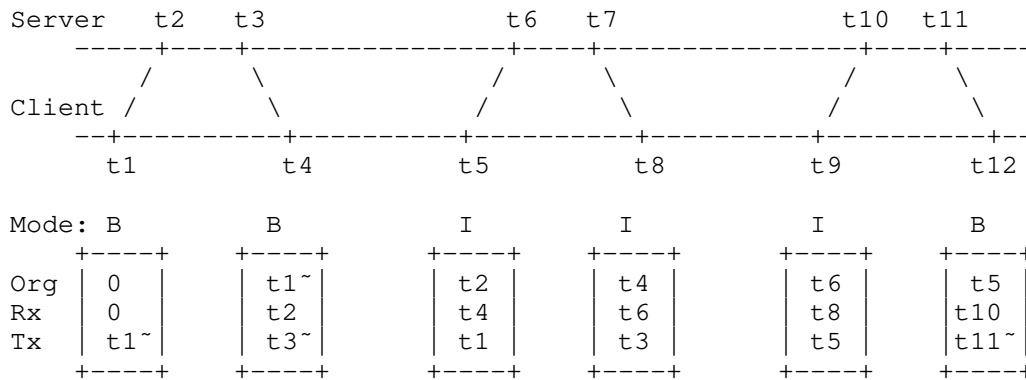 Server   t2   t3                t6   t7               t10  t11
    -----+----+----------------+----+----------------+----+-----
        /      \              /      \              /      \
Client /        \            /        \            /        \
    --+----------+----------+----------+----------+----------+--
      t1         t4         t5         t8         t9        t12

Mode: B         B           I         I           I         B
    +----+    +----+      +----+    +----+      +----+    +----+
Org | 0  |    | t1~|      | t2 |    | t4 |      | t6 |    | t5 |
Rx  | 0  |    | t2 |      | t4 |    | t6 |      | t8 |    |t10 |
Tx  | t1~|    | t3~|      | t1 |    | t3 |      | t5 |    |t11~|
    +----+    +----+      +----+    +----+      +----+    +----+